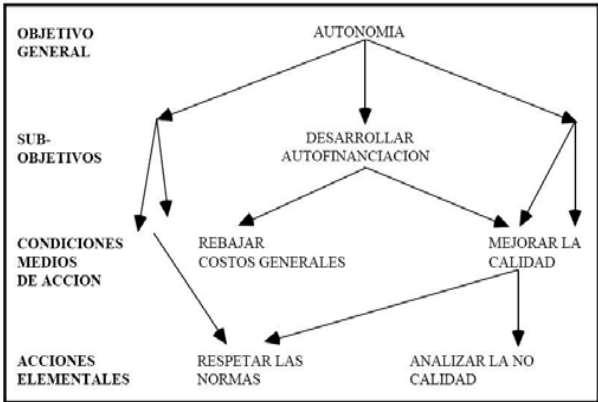 OBJETIVO
GENERAL
AUTONOMIA
SUB-
OBJETIVOS
DESARROLLAR
AUTOFINANCIACION
CONDICIONES
MEDIOS
DE ACCION
REBAJAR
COSTOS GENERALES
MEJORAR LA
CALIDAD
ACCIONES
ELEMENTALES
RESPETAR LAS
NORMAS
ANALIZAR LA NO
CALIDAD